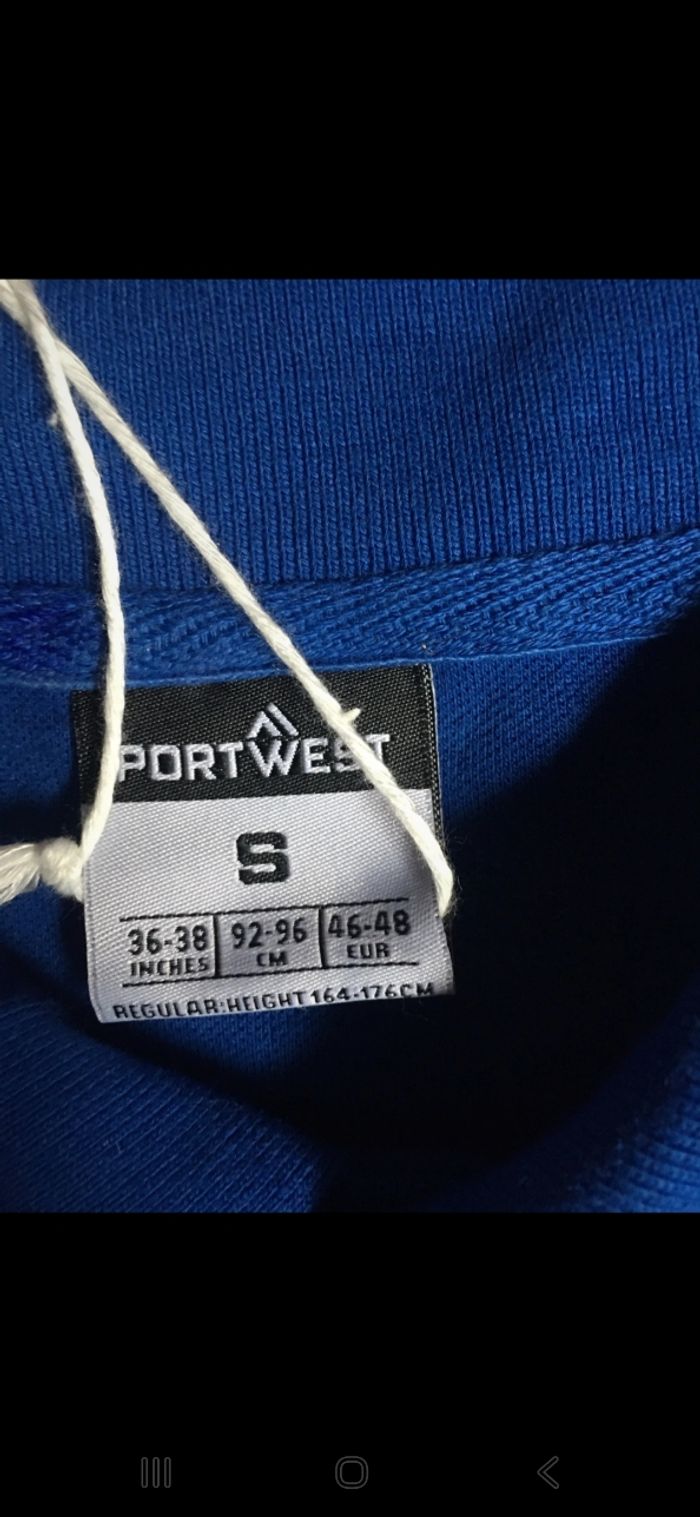 PORTWEST
S
36-38 92-96 46-48
INCHES CM EUR
REGULAR:HEIGHT 164-176CM